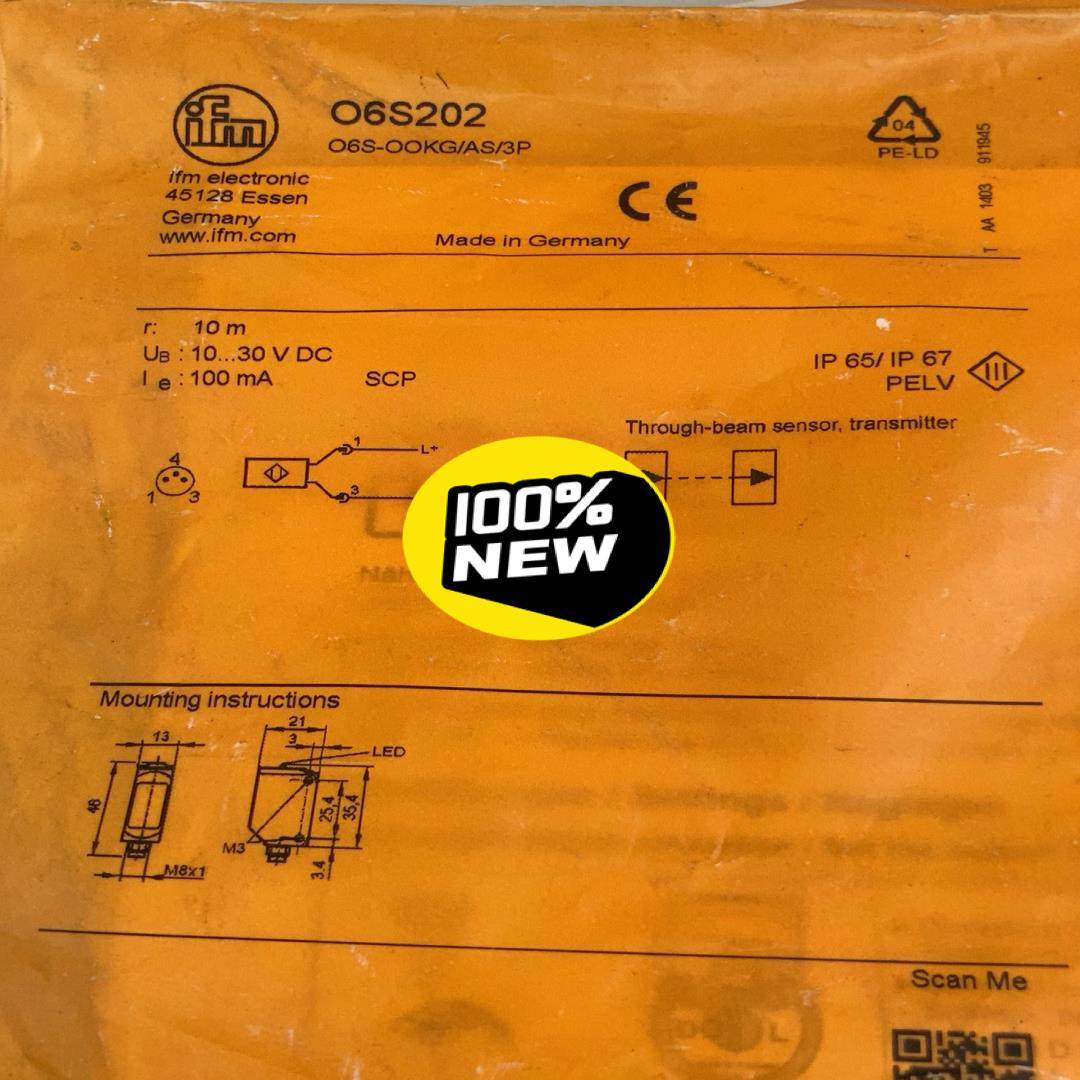 ifm
O6S202
O6S-OOKG/AS/3P
04
PE-LD
T AA 1403 911945
ifm electronic
45128 Essen
Germany
www.ifm.com
CE
Made in Germany
r: 10 m
UB : 10...30 V DC
I e : 100 mA
SCP
IP 65/ IP 67
PELV
III
Through-beam sensor, transmitter
4
1 3
1
L+
3
100%
NEW
Mounting instructions
13
48
M8x1
21
3
LED
25,4
35,4
M3
3,4
Scan Me